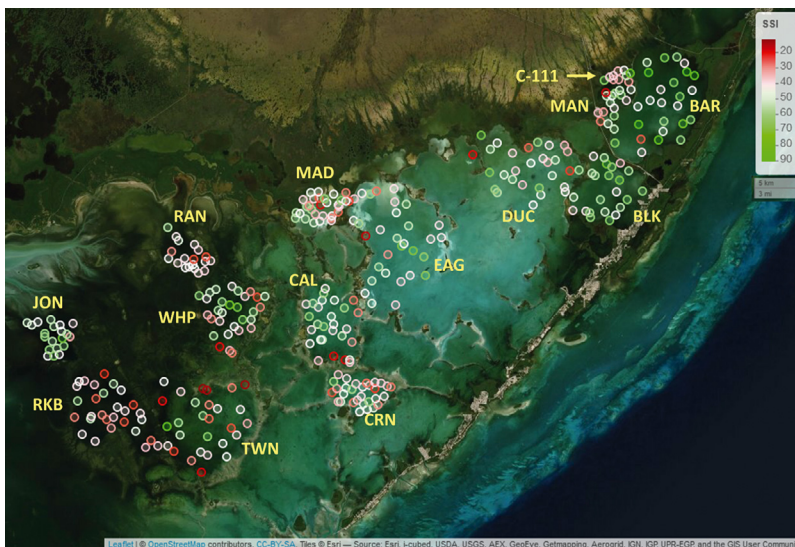 SSI
20
30
40
50
60
70
80
90
C-111
MAN
BAR
MAD
RAN
DUC
BLK
EAG
CAL
WHP
JON
RKB
CRN
TWN
5 km
3 mi
Leaflet | © OpenStreetMap contributors, CC-BY-SA, Tiles © Esri — Source: Esri, i-cubed, USDA, USGS, AEX, GeoEye, Getmapping, Aerogrid, IGN, IGP, UPR-EGP, and the GIS User Commun